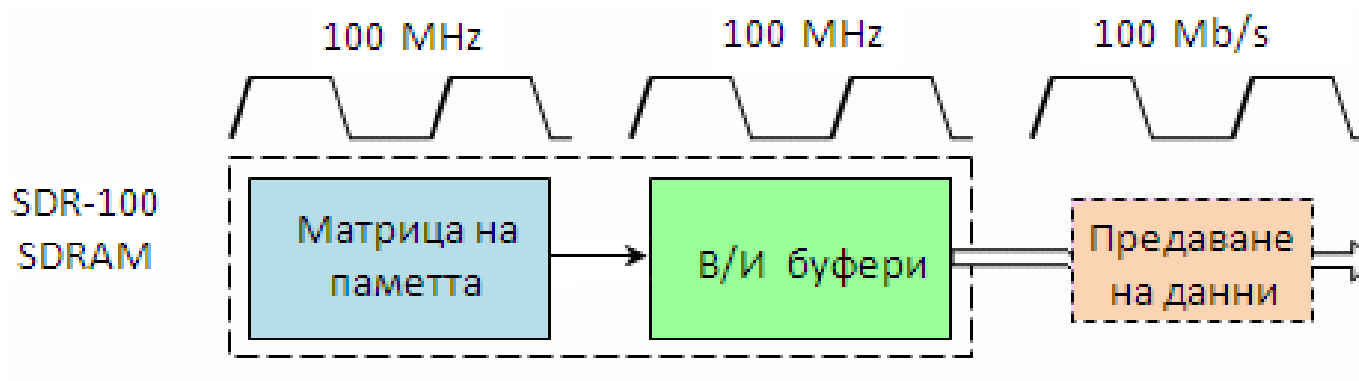 100 MHz
100 MHz
100 Mb/s
SDR-100
SDRAM
Матрица на
паметта
В/И буфери
Предаване
на данни